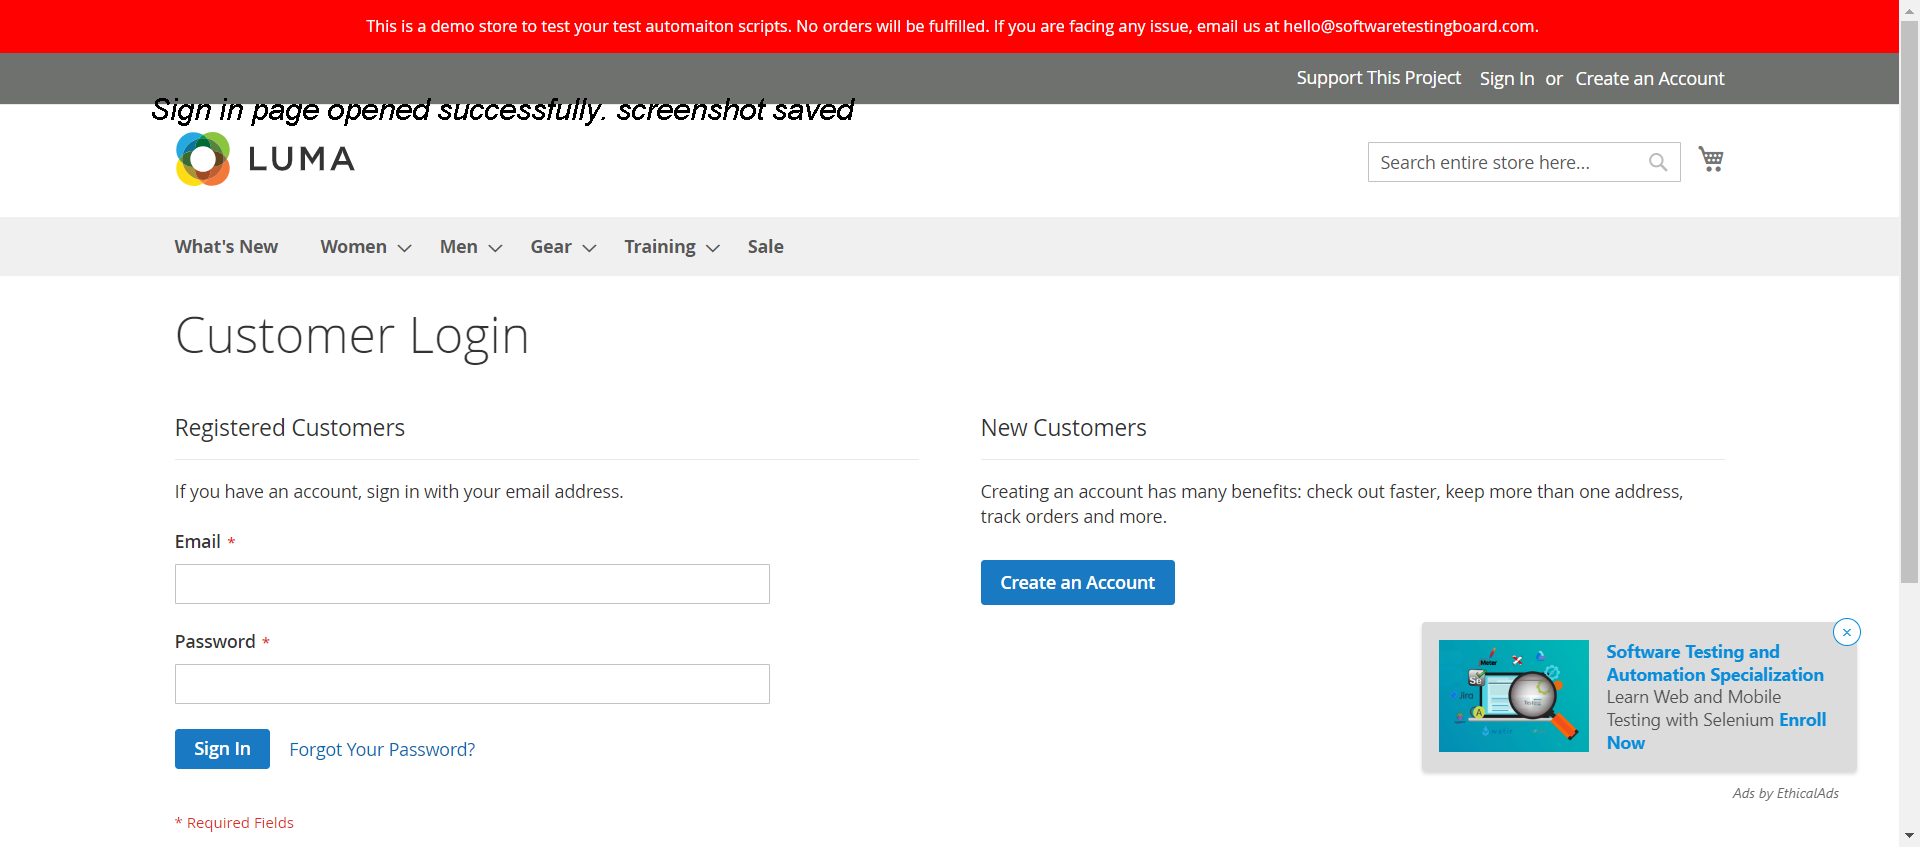 This is a demo store to test your test automaiton scripts. No orders will be fulfilled. If you are facing any issue, email us at hello@softwaretestingboard.com.
Support This Project Sign In or Create an Account
Sign in page opened successfully. screenshot saved
LUMA
Search entire store here...
What's New Women Men Gear Training Sale
Customer Login
Registered Customers
If you have an account, sign in with your email address.
Email *
Password *
Sign In Forgot Your Password?
* Required Fields
New Customers
Creating an account has many benefits: check out faster, keep more than one address,
track orders and more.
Create an Account
Meter
Se
Jira
A
Testing
Software Testing and
Automation Specialization
Learn Web and Mobile
Testing with Selenium Enroll
Now
Ads by EthicalAds